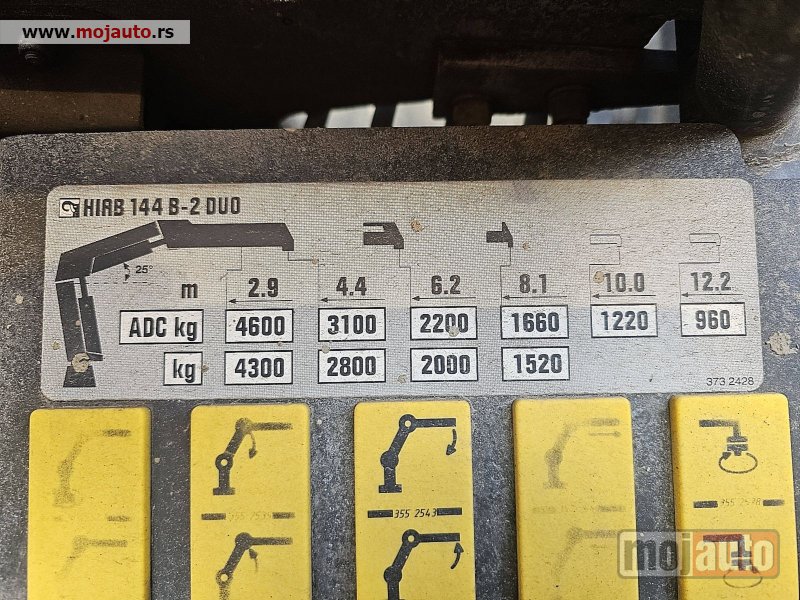 www.mojauto.rs
HIAB 144 B-2 DUO
25°
m 2.9 4.4 6.2 8.1 10.0 12.2
ADC kg 4600 3100 2200 1660 1220 960
kg 4300 2800 2000 1520
373 2428
355 2543
mojauto